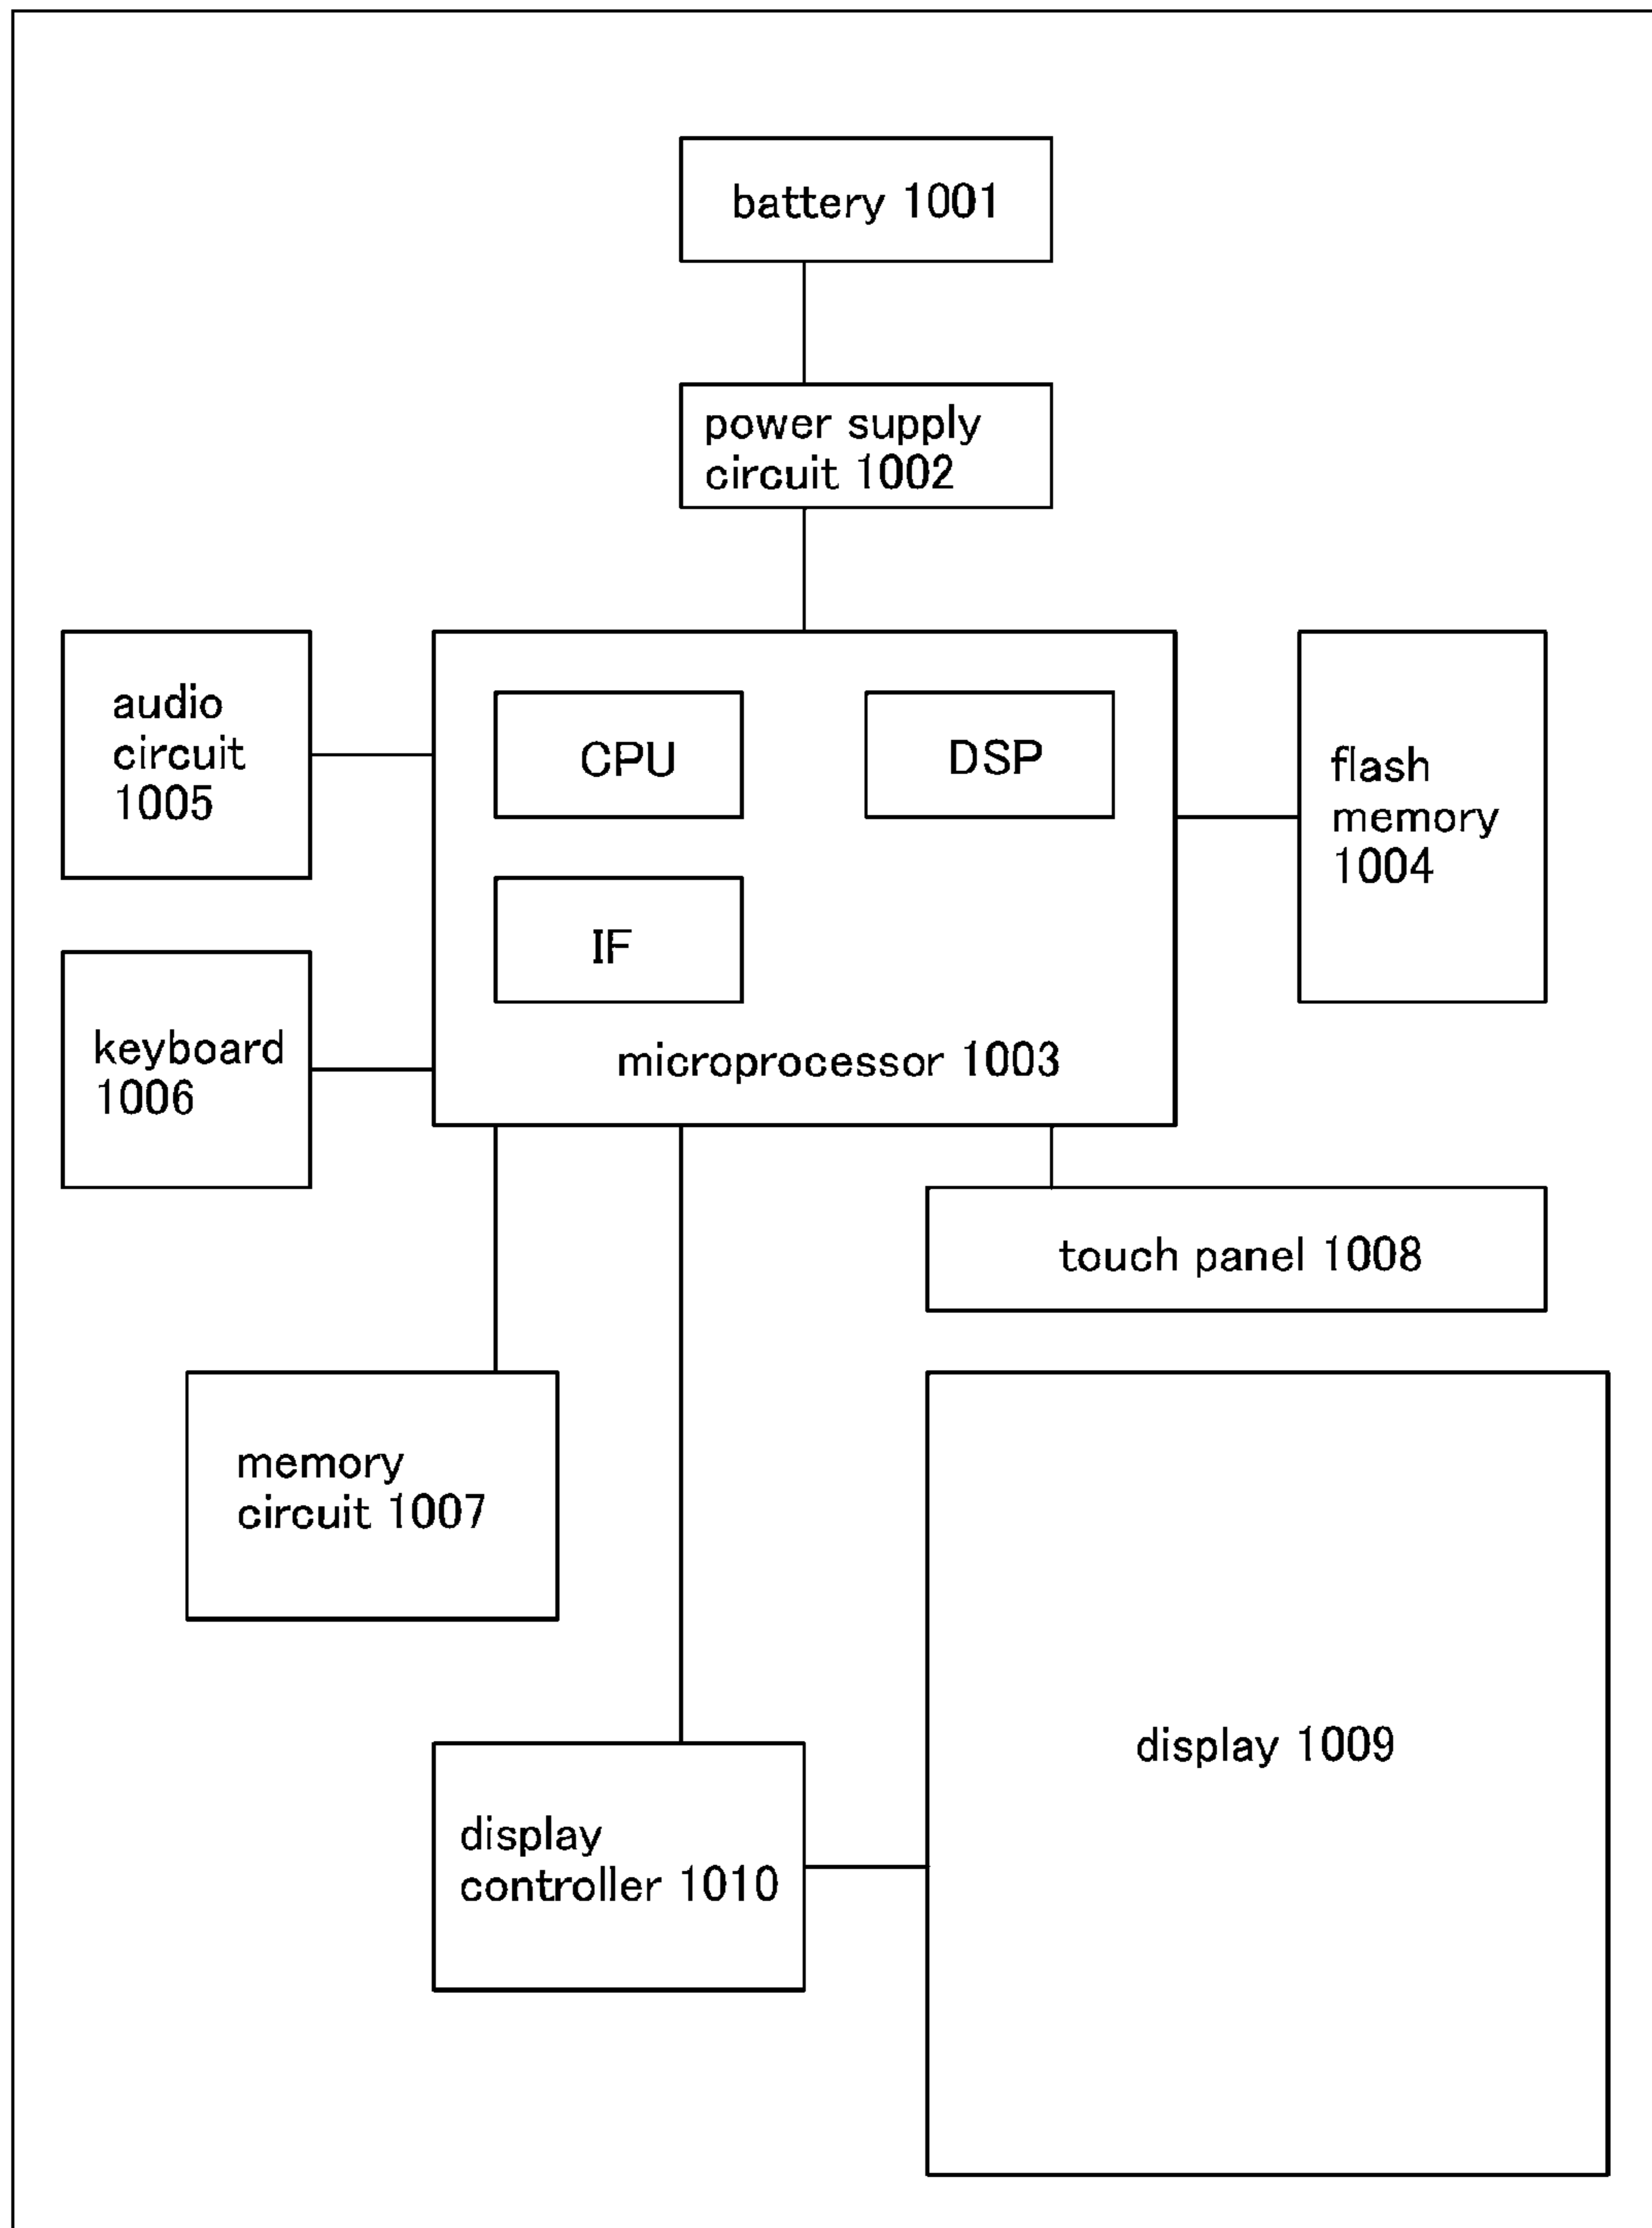 battery 1001
power supply
circuit 1002
audio
circuit
1005
CPU
DSP
flash
memory
1004
IF
keyboard
1006
microprocessor 1003
touch panel 1008
memory
circuit 1007
display 1009
display
controller 1010